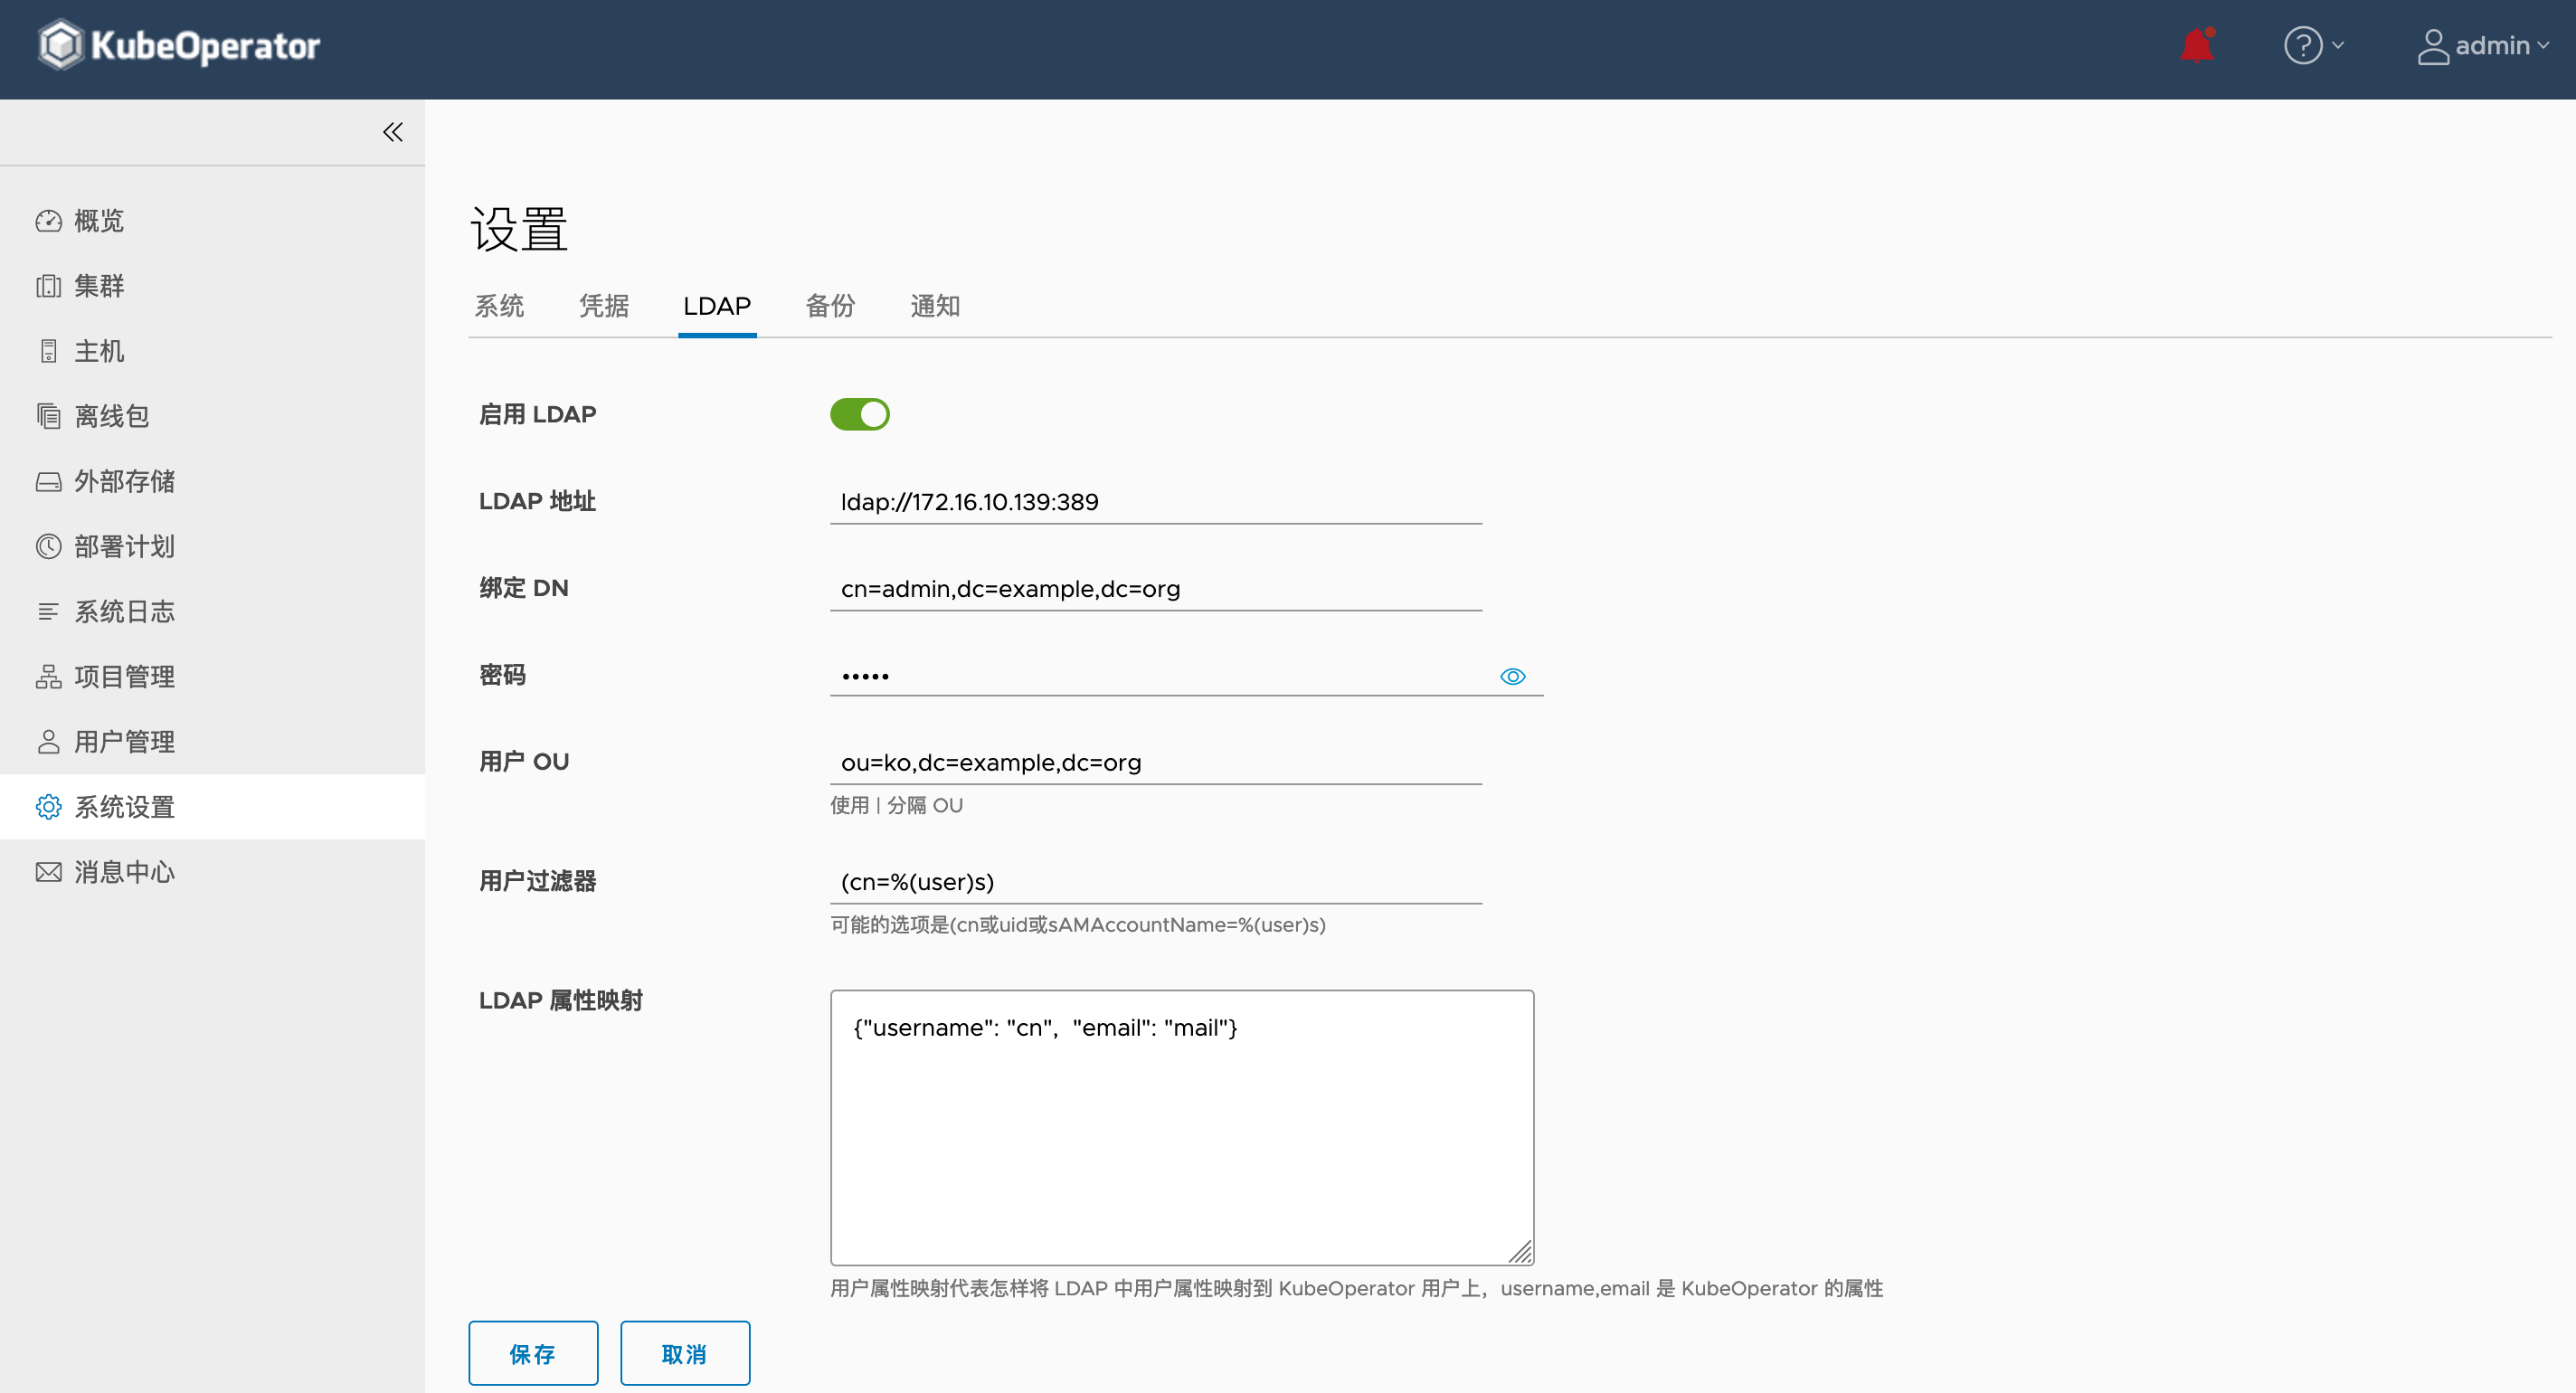 KubeOperator
admin
概览
集群
主机
离线包
外部存储
部署计划
系统日志
项目管理
用户管理
系统设置
消息中心
设置
系统 凭据 LDAP 备份 通知
启用 LDAP
LDAP 地址 ldap://172.16.10.139:389
绑定 DN cn=admin,dc=example,dc=org
密码 •••••
用户 OU ou=ko,dc=example,dc=org
使用 | 分隔 OU
用户过滤器 (cn=%(user)s)
可能的选项是(cn或uid或sAMAccountName=%(user)s)
LDAP 属性映射 {"username": "cn", "email": "mail"}
用户属性映射代表怎样将 LDAP 中用户属性映射到 KubeOperator 用户上，username,email 是 KubeOperator 的属性
保存 取消